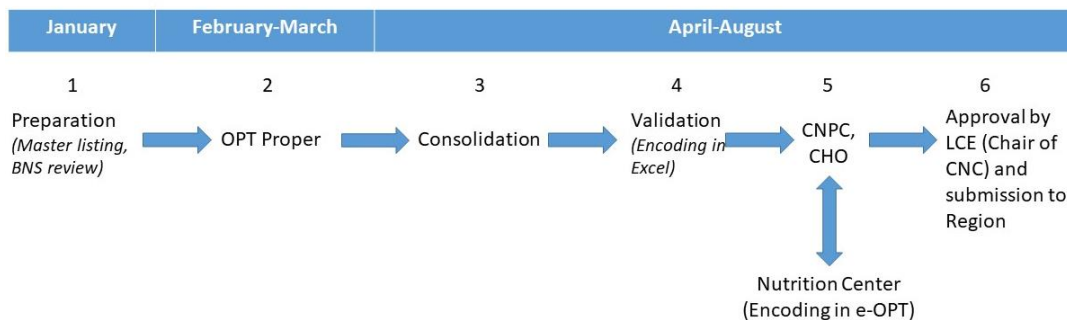 January
February-March
April-August
1
2
3
4
5
6
Preparation
(Master listing,
BNS review)
OPT Proper
Consolidation
Validation
(Encoding in
Excel)
CNPC,
CHO
Approval by
LCE (Chair of
CNC) and
submission to
Region
Nutrition Center
(Encoding in e-OPT)